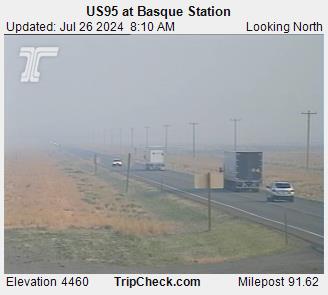 US95 at Basque Station
Updated: Jul 26 2024 8:10 AM Looking North
Elevation 4460 TripCheck.com Milepost 91.62